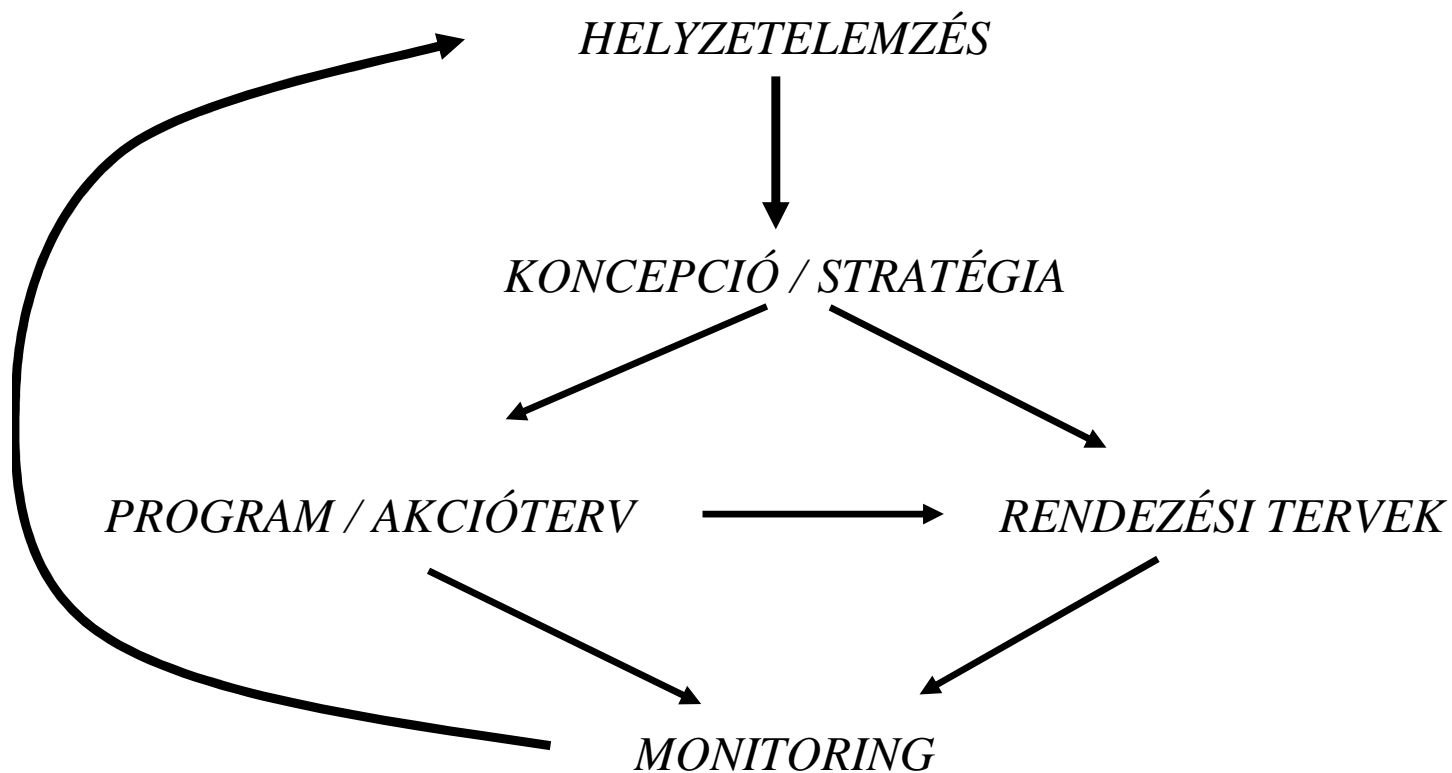 HELYZETELEMZÉS
KONCEPCIÓ / STRATÉGIA
PROGRAM / AKCIÓTERV
RENDEZÉSI TERVEK
MONITORING